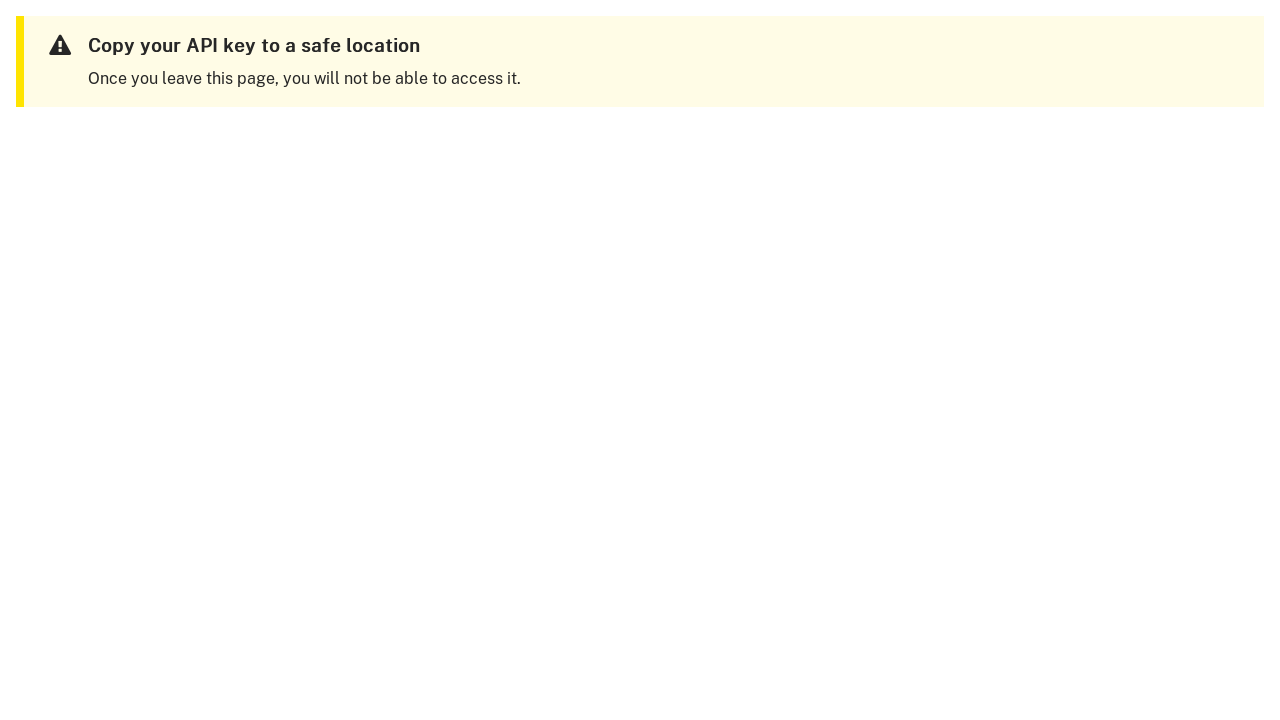 Copy your API key to a safe location
Once you leave this page, you will not be able to access it.